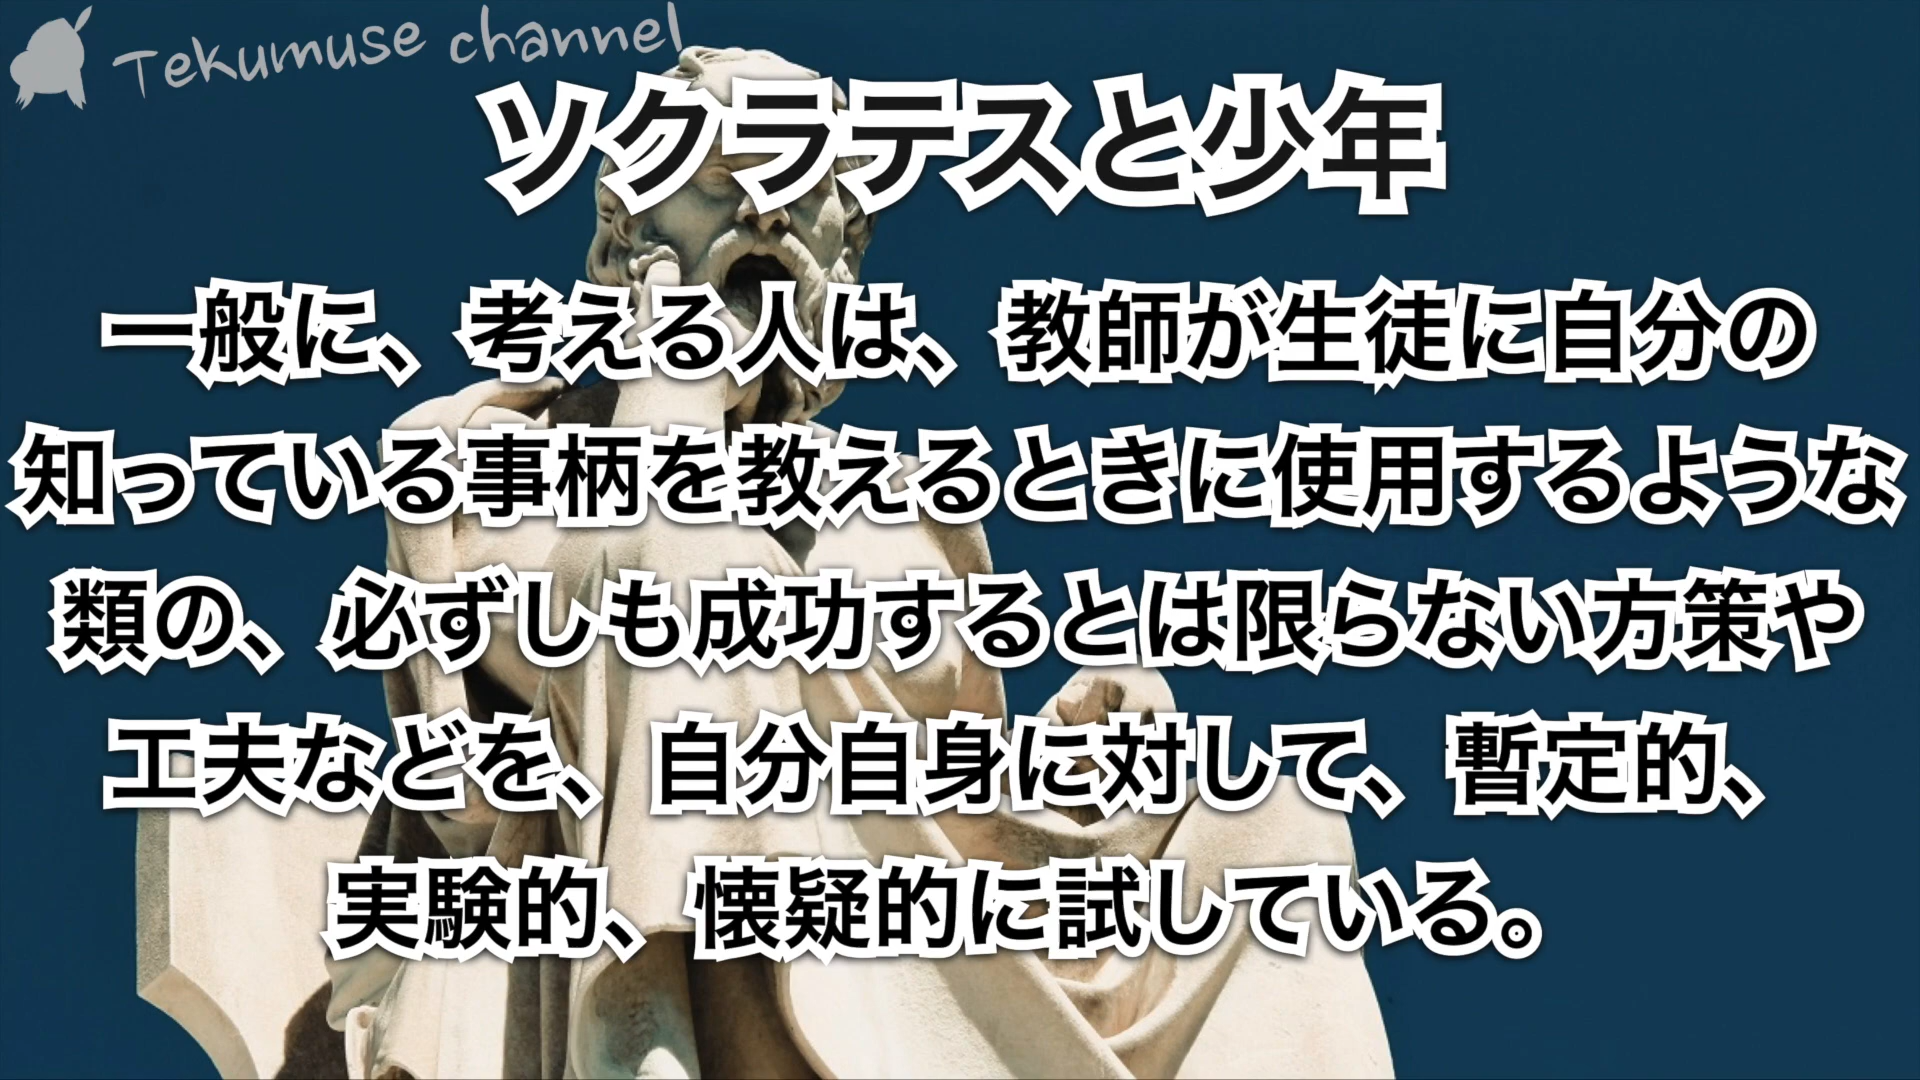 Tekumuse channel
ソクラテスと少年
一般に、考える人は、教師が生徒に自分の
知っている事柄を教えるときに使用するような
類の、必ずしも成功するとは限らない方策や
工夫などを、自分自身に対して、暫定的、
実験的、懐疑的に試している。